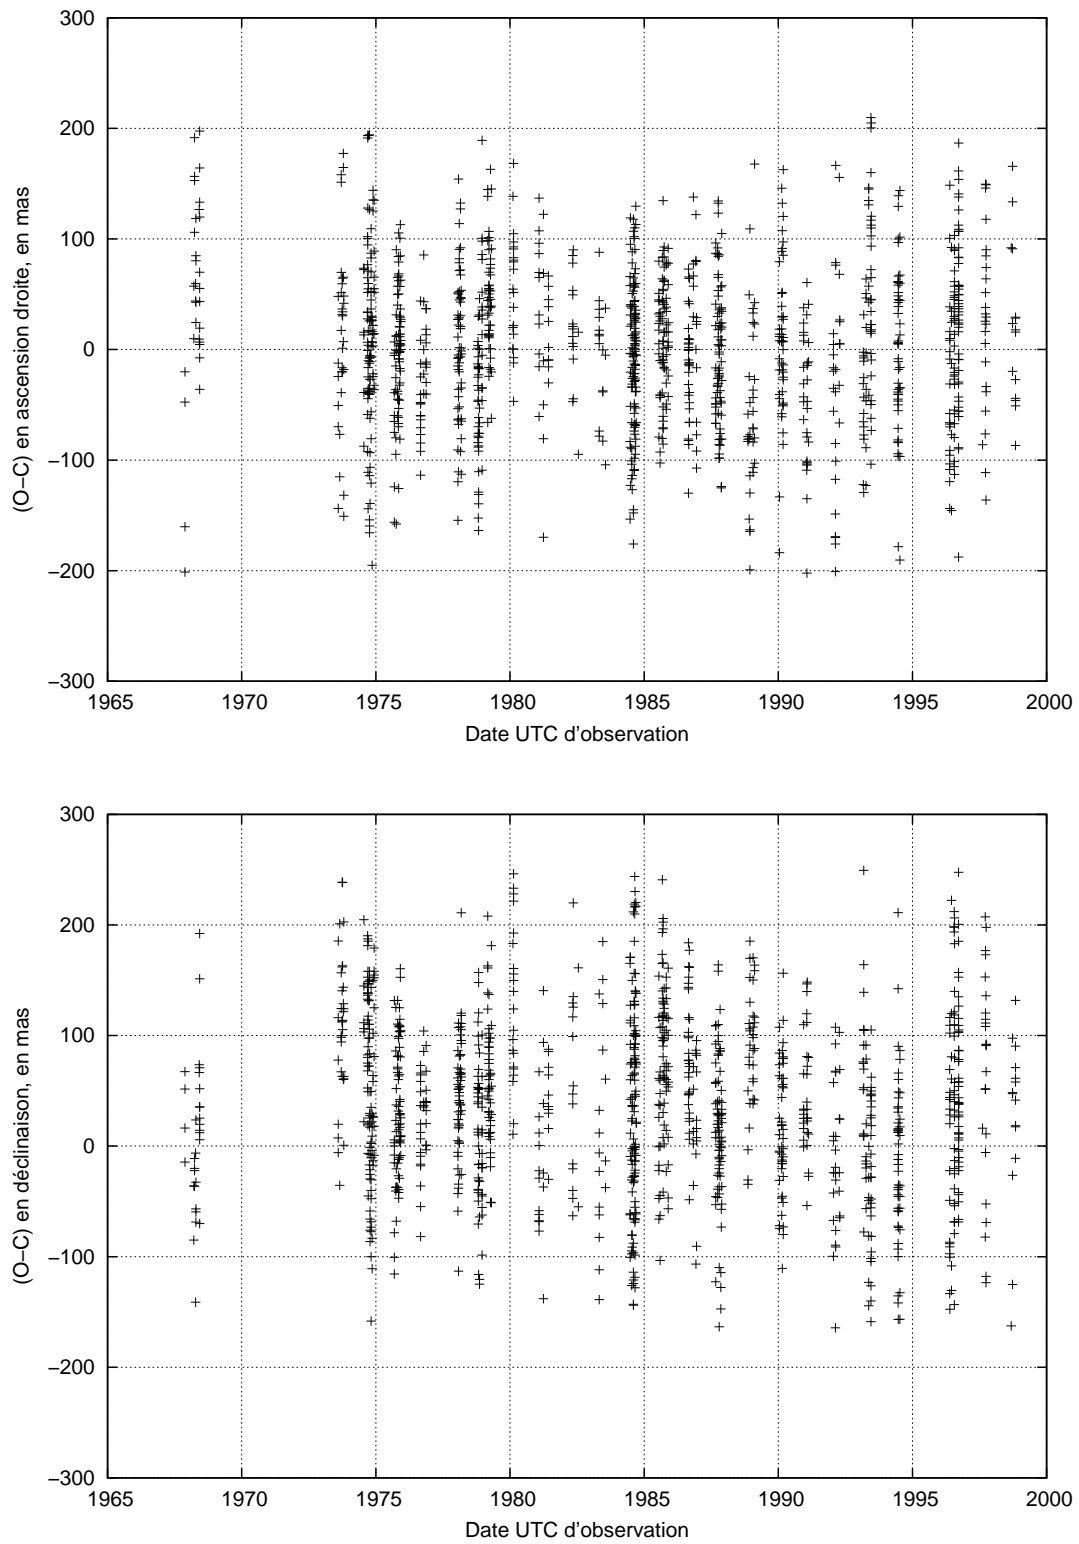 300
200
100
0
−100
−200
−300
(O−C) en ascension droite, en mas
1965 1970 1975 1980 1985 1990 1995 2000
Date UTC d'observation
300
200
100
0
−100
−200
−300
(O−C) en déclinaison, en mas
1965 1970 1975 1980 1985 1990 1995 2000
Date UTC d'observation